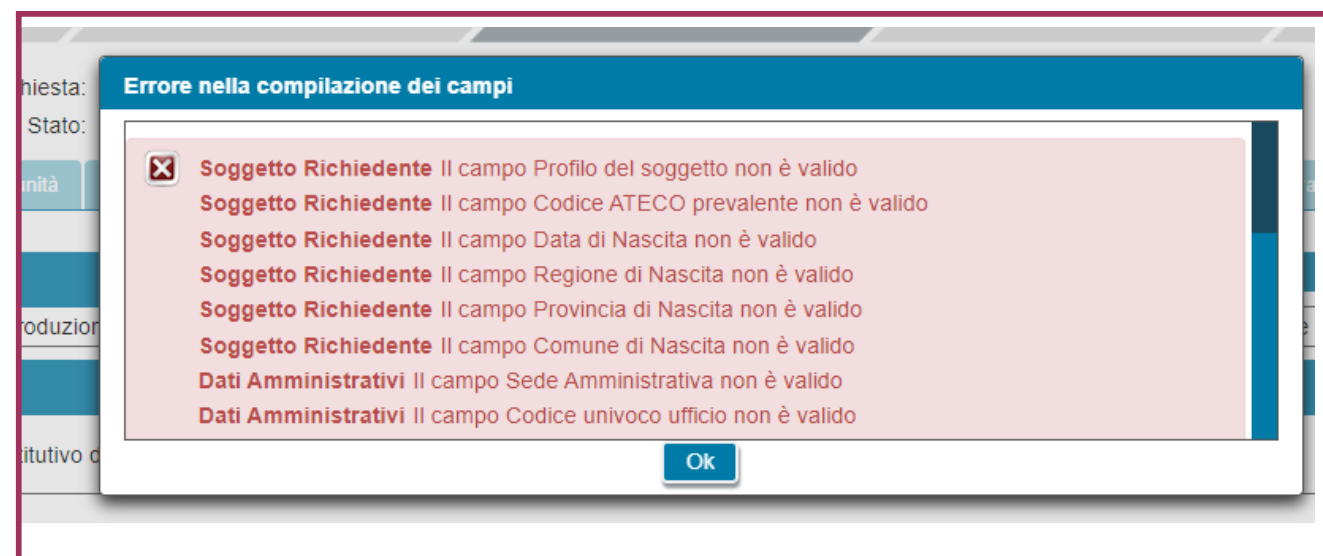 Errore nella compilazione dei campi
hiesta:
Stato:
nità
Soggetto Richiedente Il campo Profilo del soggetto non è valido
Soggetto Richiedente Il campo Codice ATECO prevalente non è valido
Soggetto Richiedente Il campo Data di Nascita non è valido
Soggetto Richiedente Il campo Regione di Nascita non è valido
Soggetto Richiedente Il campo Provincia di Nascita non è valido
Soggetto Richiedente Il campo Comune di Nascita non è valido
Dati Amministrativi Il campo Sede Amministrativa non è valido
Dati Amministrativi Il campo Codice univoco ufficio non è valido
roduzion
titutivo d
Ok